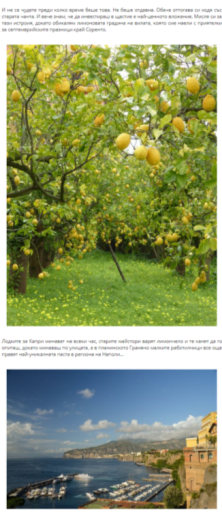 И не се чудете преди колко време беше това. Не беше отдавна. Обаче оттогава си ходя със
старата чанта. И вече знам, че да инвестираш в щастие е най-ценното вложение. Мисля си за
тази история, докато обикалям лимоновата градина на вилата, която сме наели с приятелки
за септемврийските празници край Соренто.
Лодките за Капри минават на всеки час, старите майстори варят лимончело и те канят да го
опиташ, докато минаваш по улицата, а в планинското Граняно малките работилници все още
правят най-уникалната паста в региона на Неапол...